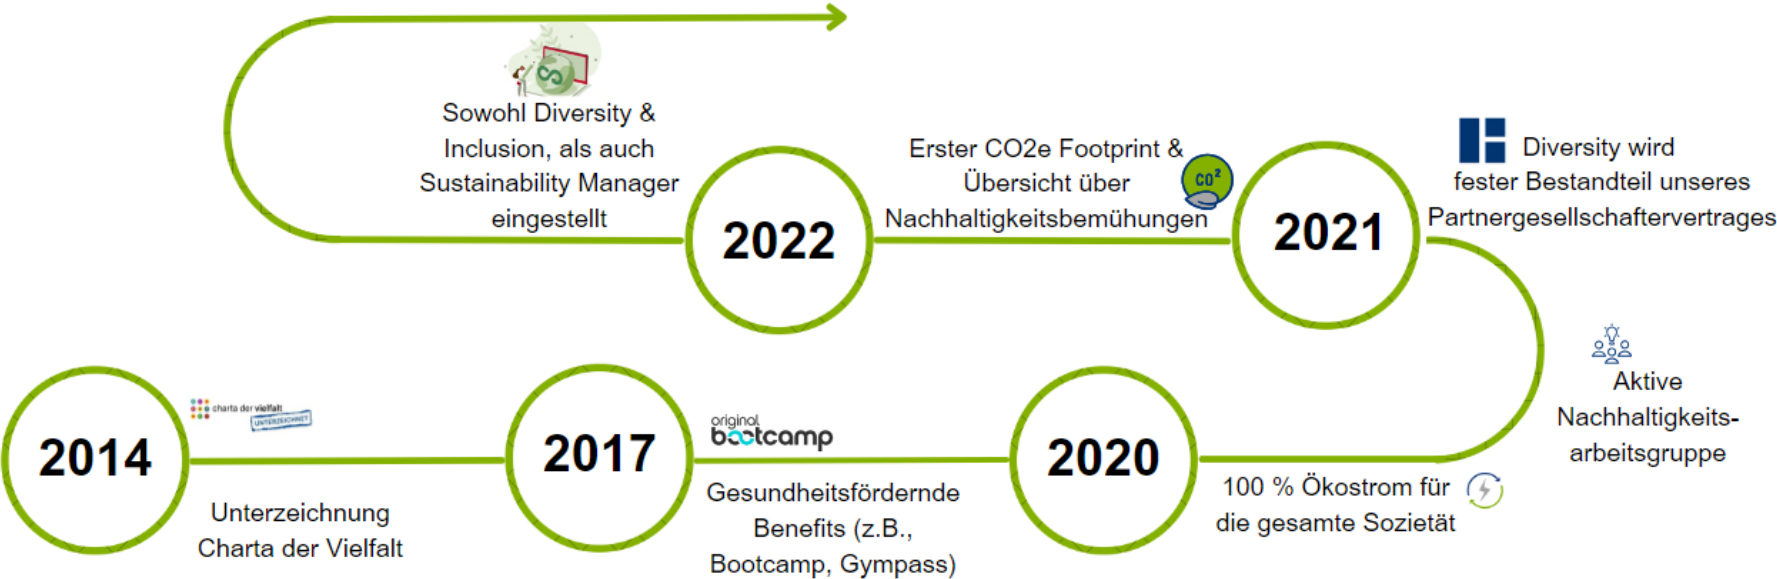 Sowohl Diversity &
Inclusion, als auch
Sustainability Manager
eingestellt
2022
Erster CO2e Footprint &
Übersicht über
Nachhaltigkeitsbemühungen
CO²
2021
Diversity wird
fester Bestandteil unseres
Partnergesellschaftervertrages
2014
charta der vielfalt
UNTERZEICHNET
Unterzeichnung
Charta der Vielfalt
2017
original
bootcamp
Gesundheitsfördernde
Benefits (z.B.,
Bootcamp, Gympass)
2020
100 % Ökostrom für
die gesamte Sozietät
Aktive
Nachhaltigkeits-
arbeitsgruppe